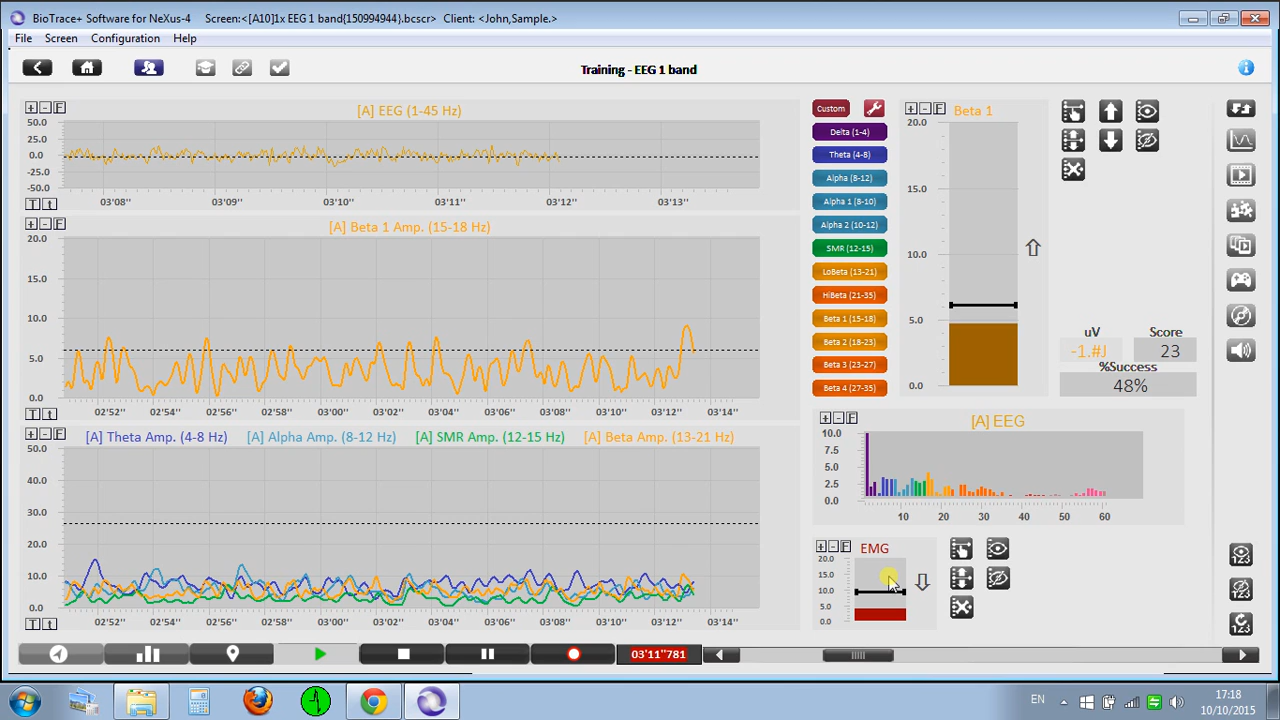 BioTrace+ Software for NeXus-4 Screen:<[A10]1x EEG 1 band{150994944}.bcscr> Client: <John,Sample.>
File Screen Configuration Help
Training - EEG 1 band
+ - F [A] EEG (1-45 Hz)
50.0
25.0
0.0
-25.0
-50.0
T t 03'08'' 03'09'' 03'10'' 03'11'' 03'12'' 03'13''
+ - F [A] Beta 1 Amp. (15-18 Hz)
20.0
15.0
10.0
5.0
0.0
T t 02'52'' 02'54'' 02'56'' 02'58'' 03'00'' 03'02'' 03'04'' 03'06'' 03'08'' 03'10'' 03'12'' 03'14''
+ - F [A] Theta Amp. (4-8 Hz) [A] Alpha Amp. (8-12 Hz) [A] SMR Amp. (12-15 Hz) [A] Beta Amp. (13-21 Hz)
50.0
40.0
30.0
20.0
10.0
0.0
T t 02'52'' 02'54'' 02'56'' 02'58'' 03'00'' 03'02'' 03'04'' 03'06'' 03'08'' 03'10'' 03'12'' 03'14''
Custom
Delta (1-4)
Theta (4-8)
Alpha (8-12)
Alpha 1 (8-10)
Alpha 2 (10-12)
SMR (12-15)
LoBeta (13-21)
HiBeta (21-35)
Beta 1 (15-18)
Beta 2 (18-23)
Beta 3 (23-27)
Beta 4 (27-35)
+ - F Beta 1
20.0
15.0
10.0
5.0
0.0
uV Score
-1.#J 23
%Success
48%
+ - F [A] EEG
10.0
7.5
5.0
2.5
0.0
10 20 30 40 50 60
+ - F EMG
20.0
15.0
10.0
5.0
0.0
123
123
123
03'11''781
EN 17:18
10/10/2015